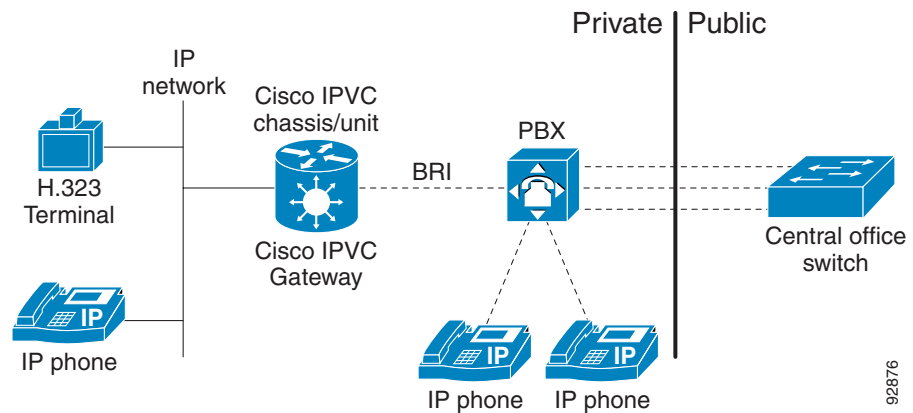 Private
Public
IP
network
Cisco IPVC
chassis/unit
PBX
BRI
H.323
Terminal
Cisco IPVC
Gateway
Central office
switch
IP
IP phone
IP
IP phone
IP
IP phone
92876